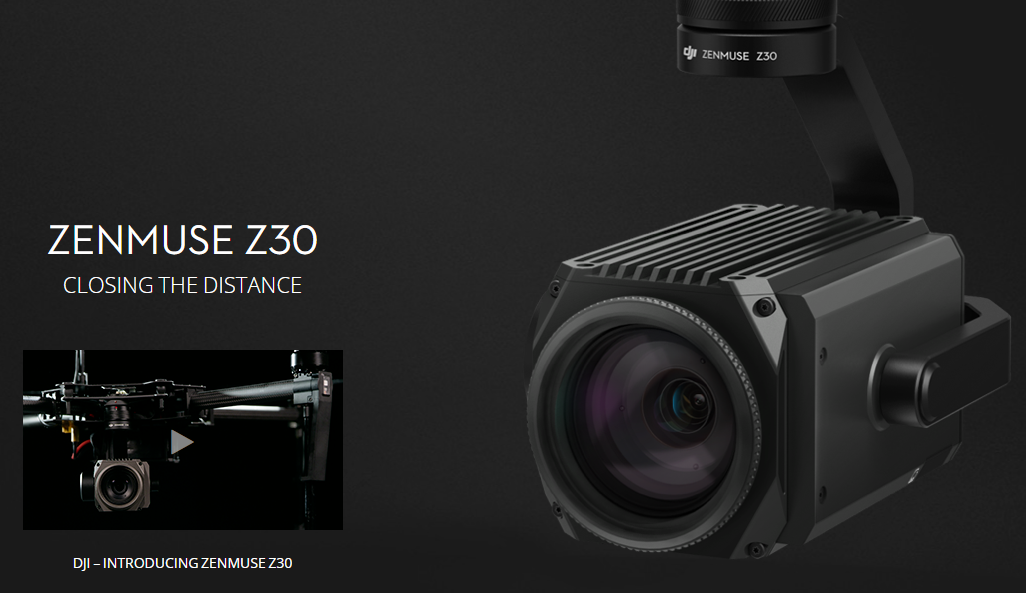 dji ZENMUSE Z30
ZENMUSE Z30
CLOSING THE DISTANCE
DJI – INTRODUCING ZENMUSE Z30